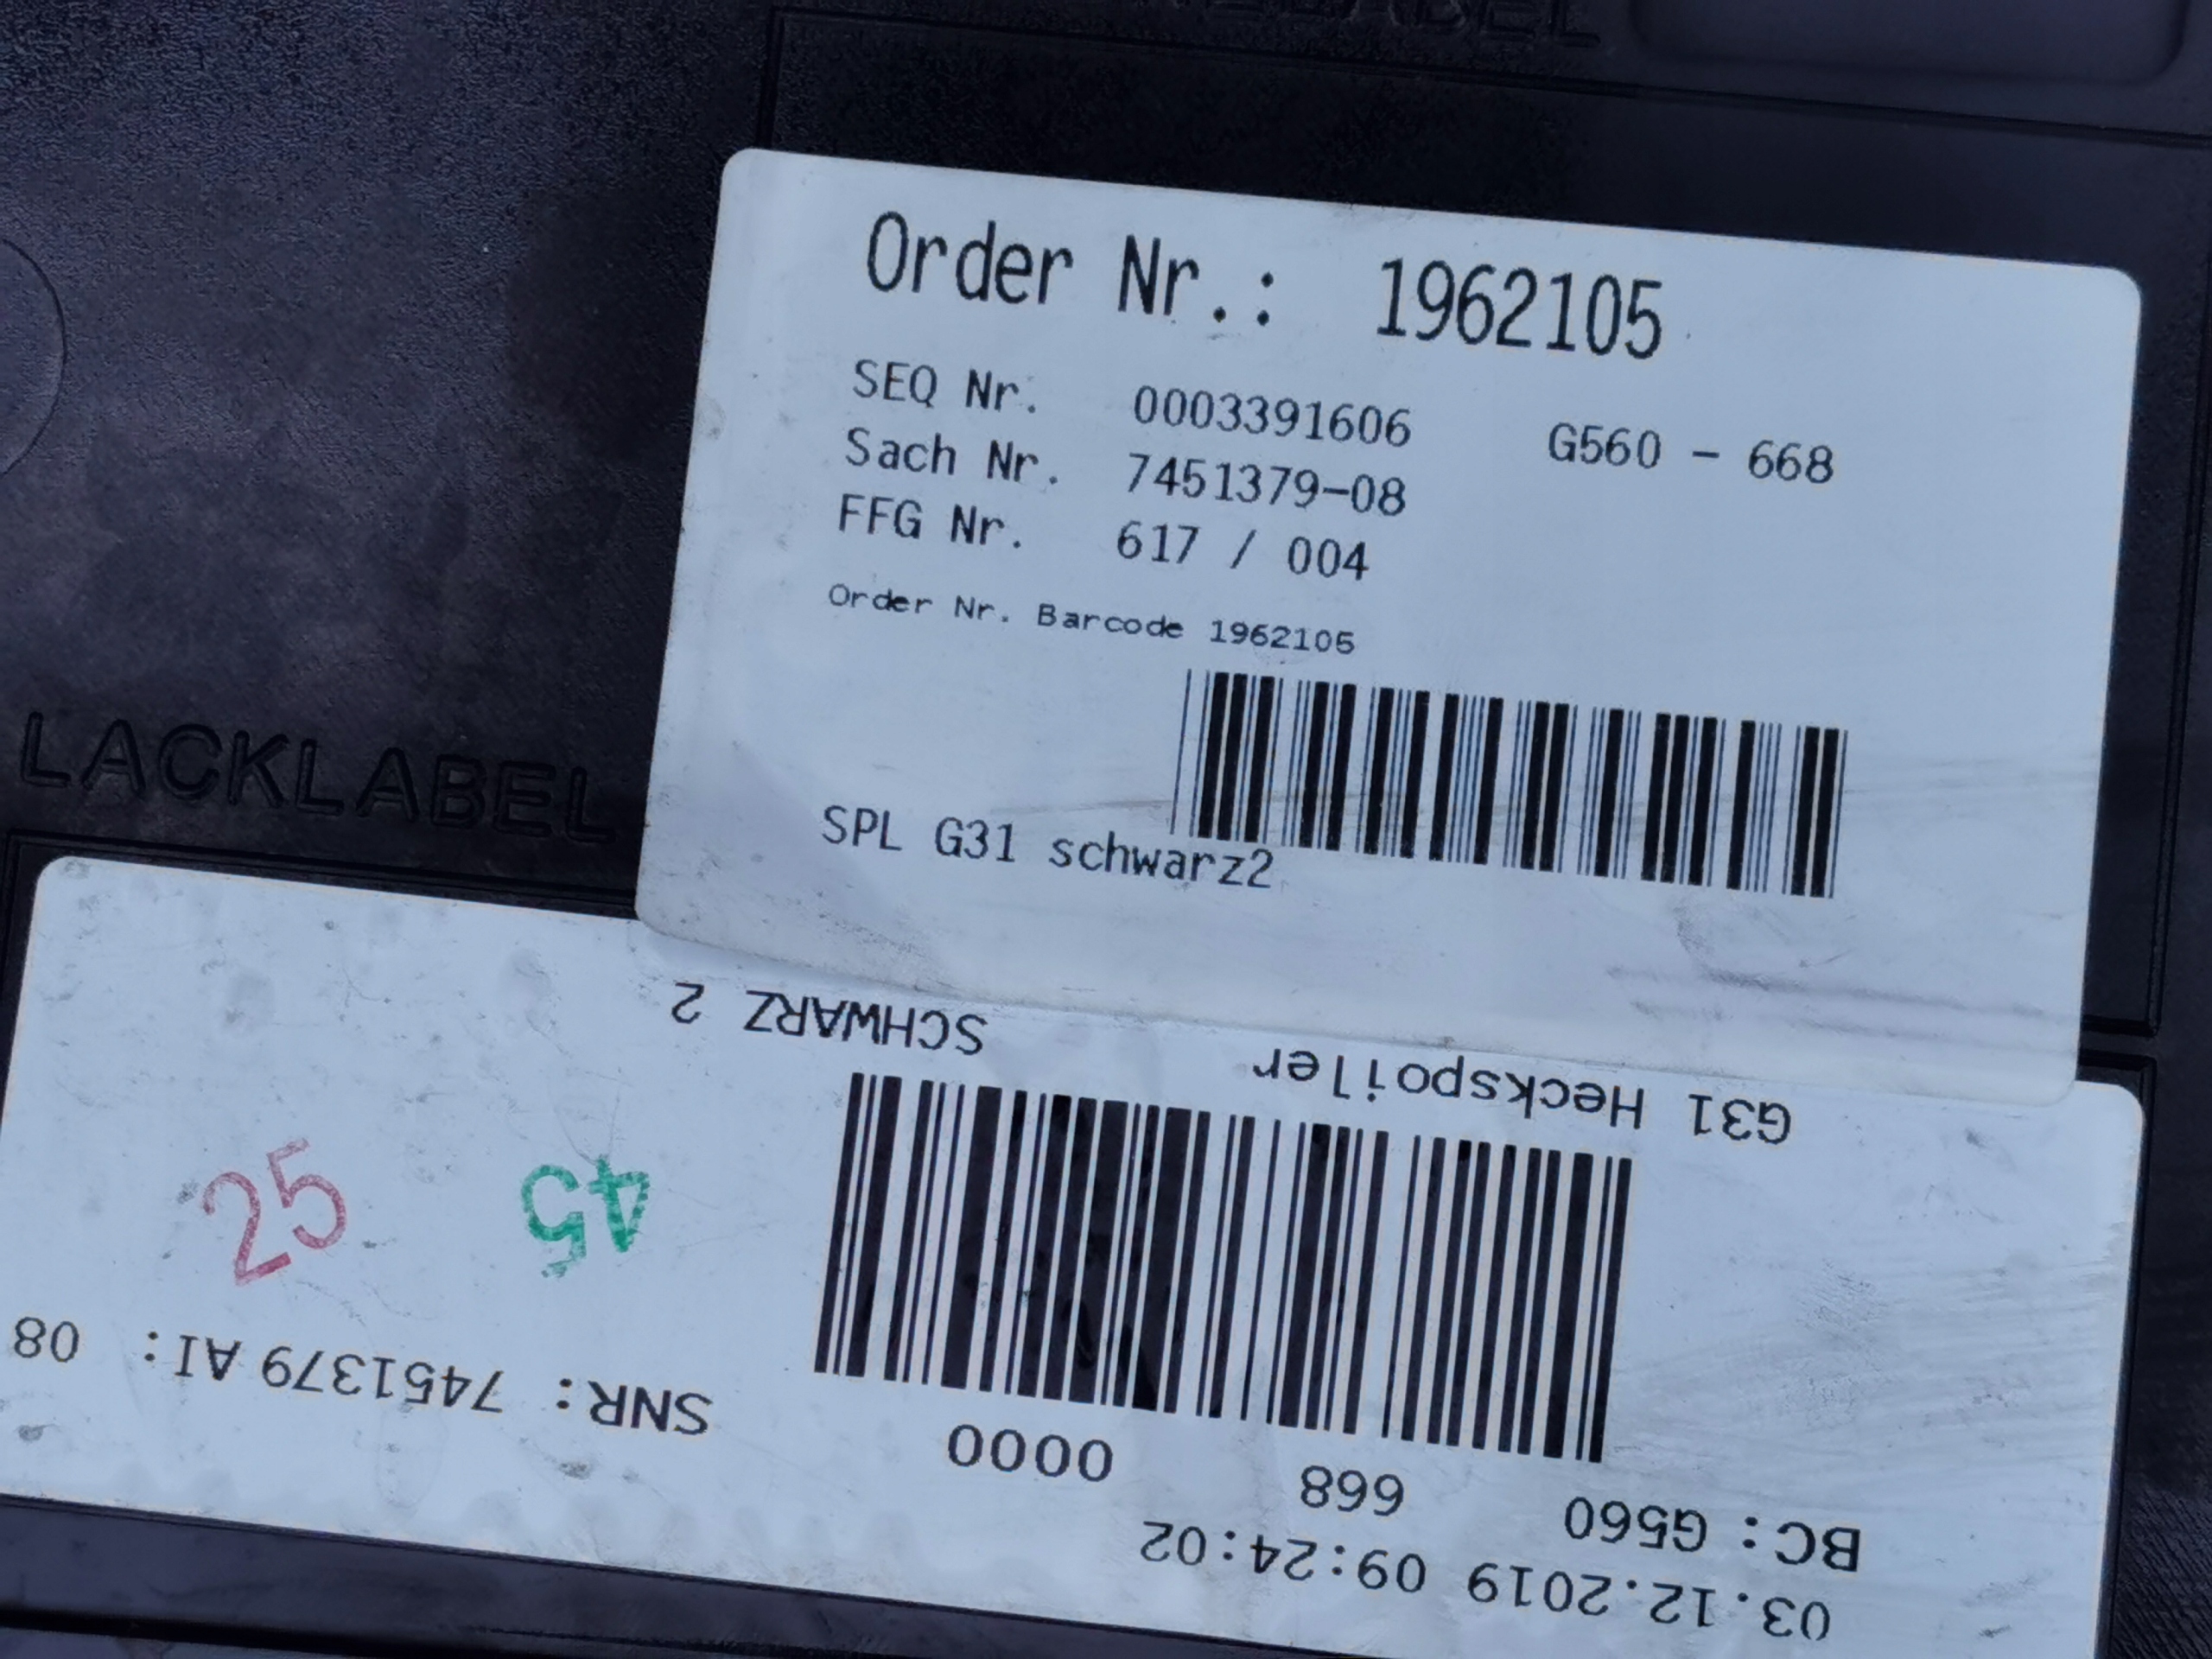 Order Nr.: 1962105
SEQ Nr. 0003391606 G560 - 668
Sach Nr. 7451379-08
FFG Nr. 617 / 004
Order Nr. Barcode 1962105
SPL G31 schwarz2
LACKLABEL
03.12.2019 09:24:02
BC: G560 668 0000
SNR: 7451379 AI: 08
G31 Heckspoiler SCHWARZ 2
25
45